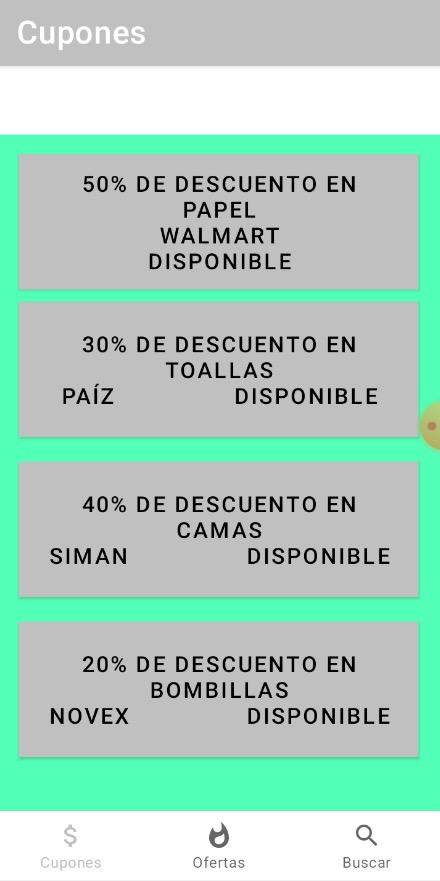 Cupones
50% DE DESCUENTO EN
PAPEL
WALMART
DISPONIBLE
30% DE DESCUENTO EN
TOALLAS
PAÍZ DISPONIBLE
40% DE DESCUENTO EN
CAMAS
SIMAN DISPONIBLE
20% DE DESCUENTO EN
BOMBILLAS
NOVEX DISPONIBLE
Cupones Ofertas Buscar